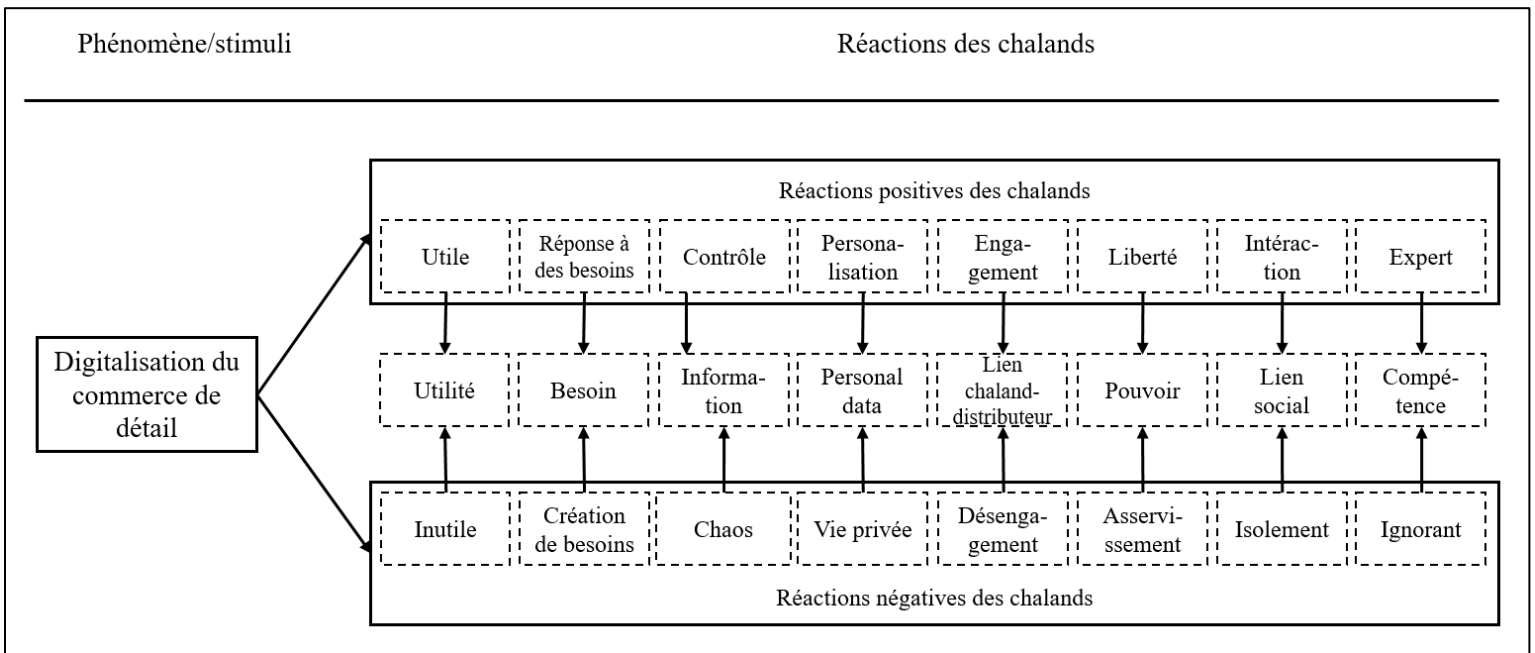 Phénomène/stimuli
Réactions des chalands
Réactions positives des chalands
Utile
Réponse à
des besoins
Contrôle
Persona-
lisation
Enga-
gement
Liberté
Intérac-
tion
Expert
Digitalisation du
commerce de
détail
Utilité
Besoin
Informa-
tion
Personal
data
Lien
chaland-
distributeur
Pouvoir
Lien
social
Compé-
tence
Inutile
Création
de besoins
Chaos
Vie privée
Désenga-
gement
Asservi-
ssement
Isolement
Ignorant
Réactions négatives des chalands